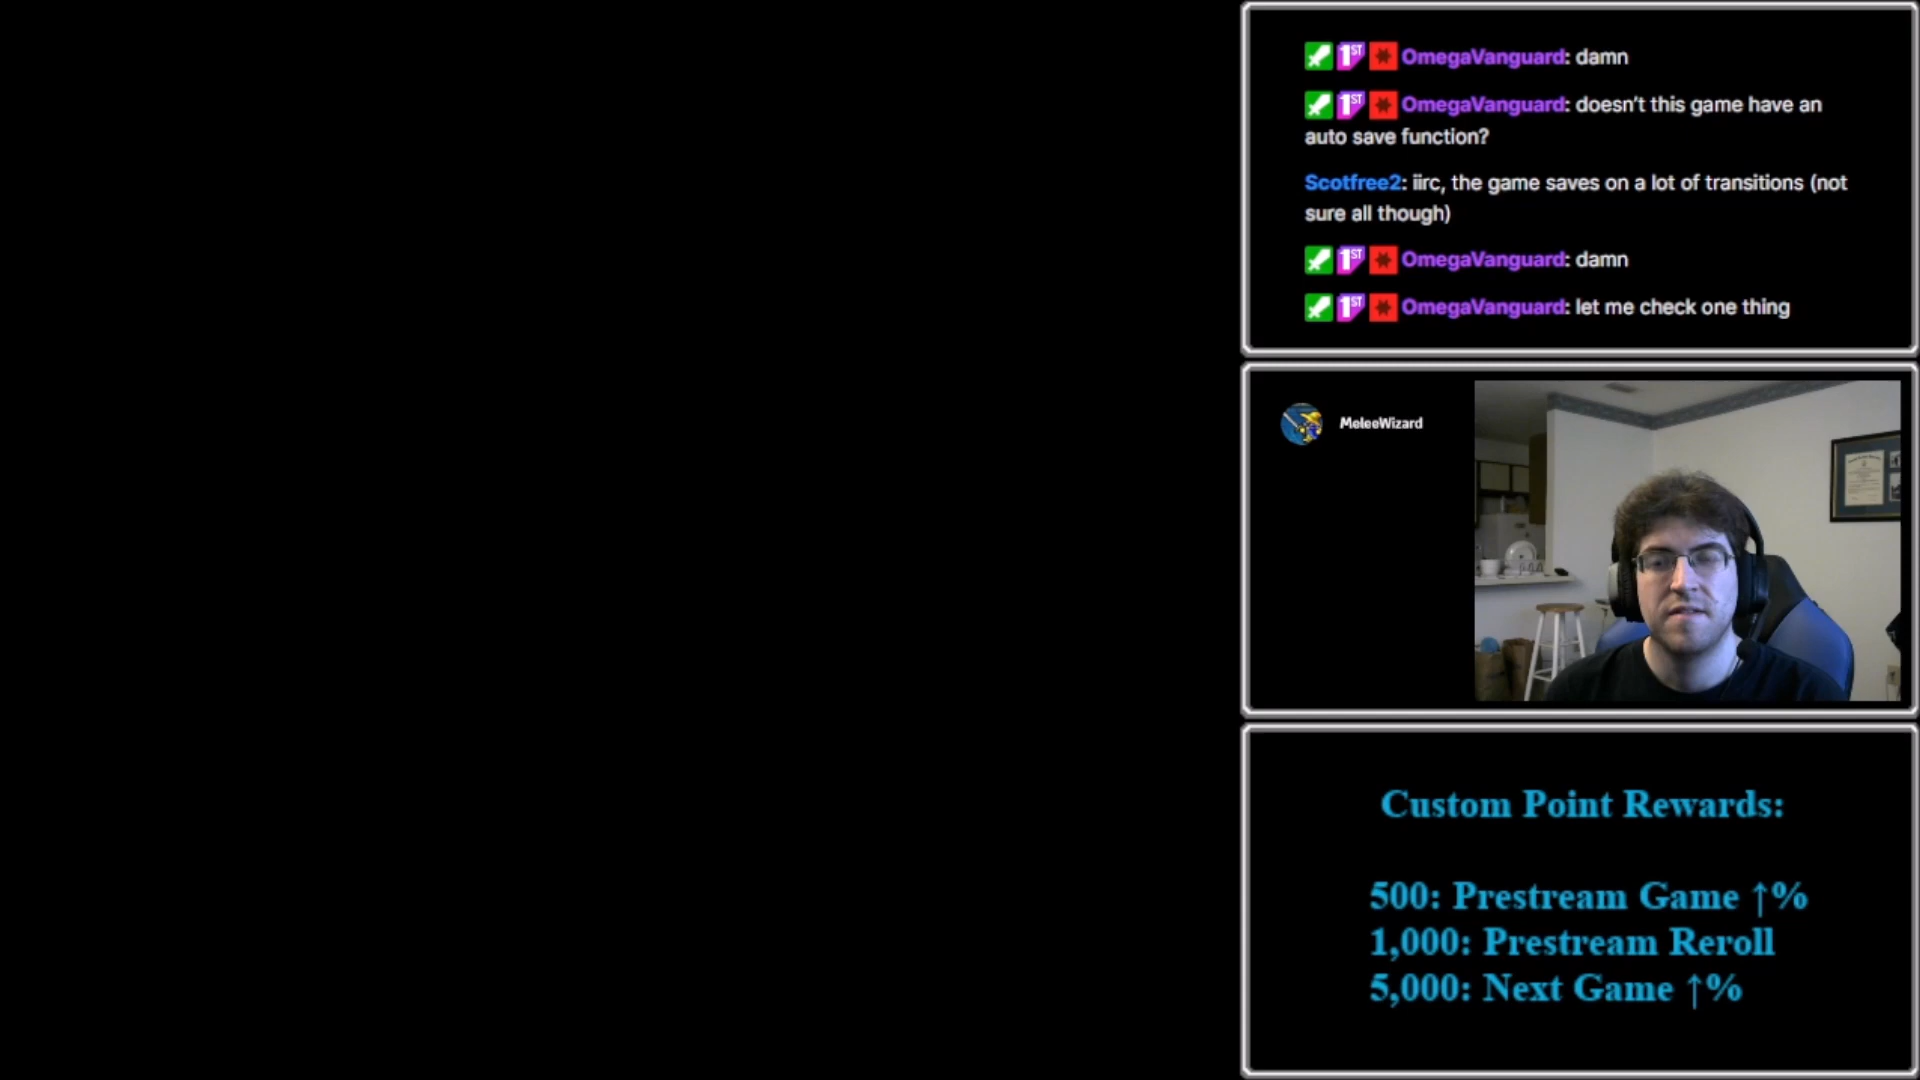 OmegaVanguard: damn
OmegaVanguard: doesn't this game have an
auto save function?
Scotfree2: iirc, the game saves on a lot of transitions (not
sure all though)
OmegaVanguard: damn
OmegaVanguard: let me check one thing
MeleeWizard
Custom Point Rewards:
500: Prestream Game ↑%
1,000: Prestream Reroll
5,000: Next Game ↑%